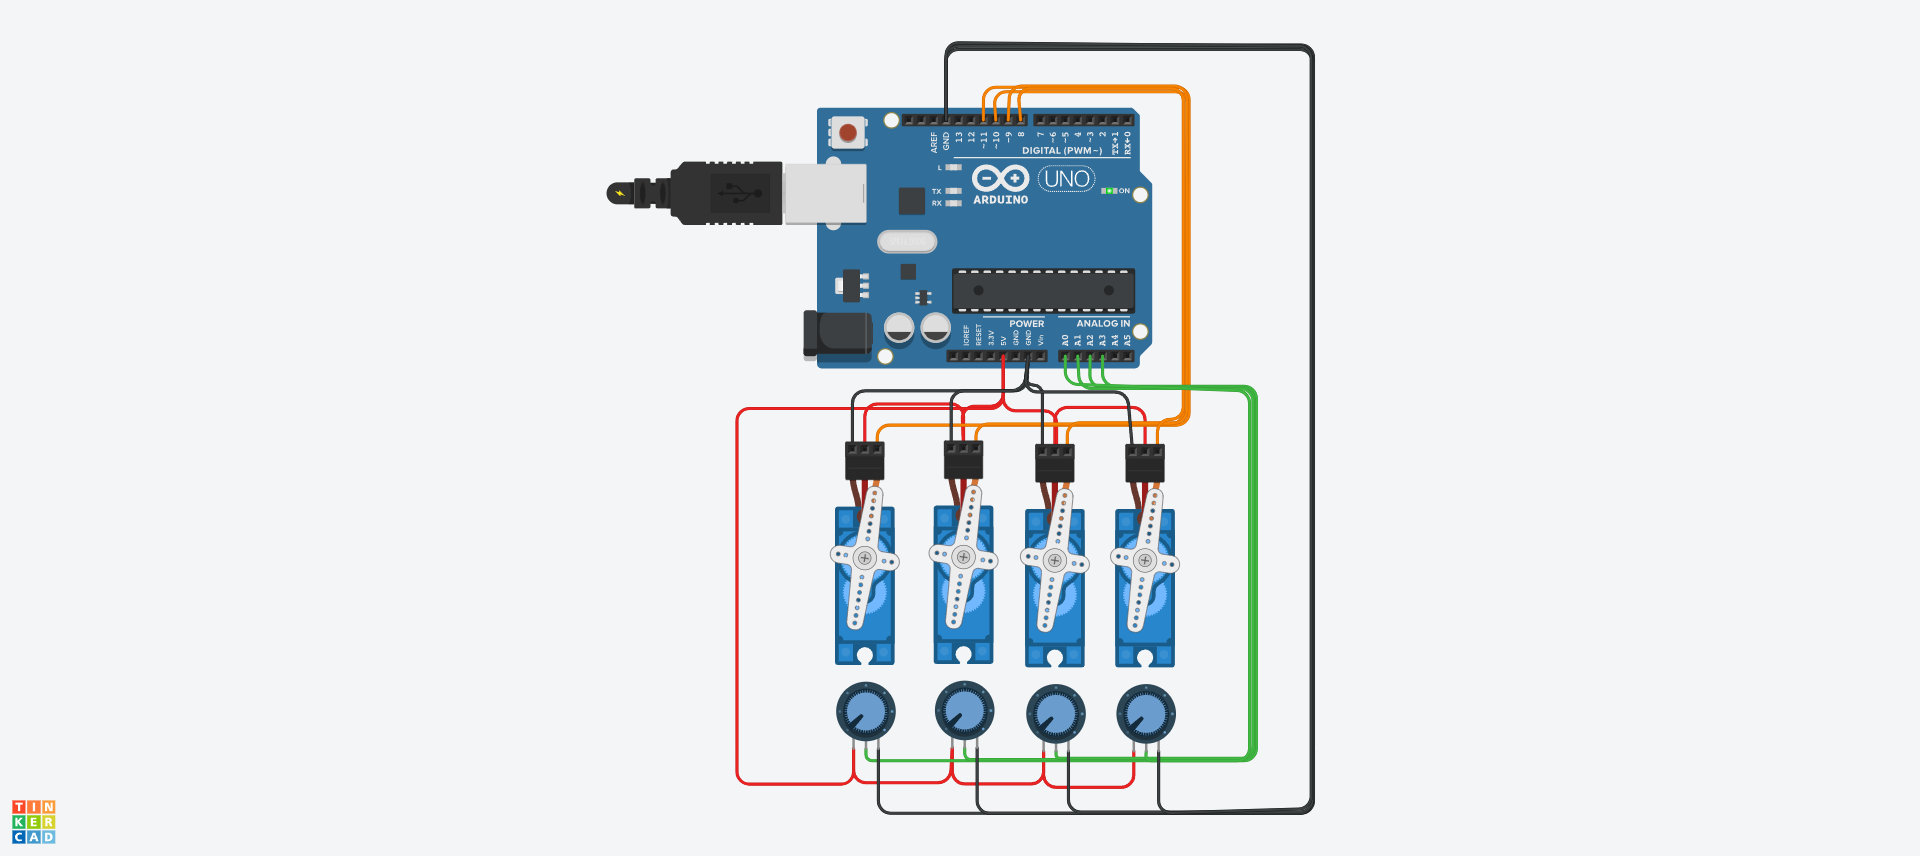 AREF
GND
13
12
~11
~10
~9
8
7
~6
~5
4
~3
2
TX→1
RX←0
DIGITAL (PWM~)
L
TX
RX
UNO
ON
ARDUINO
POWER
ANALOG IN
IOREF
RESET
3.3V
5V
GND
GND
Vin
A0
A1
A2
A3
A4
A5
TIN
KER
CAD